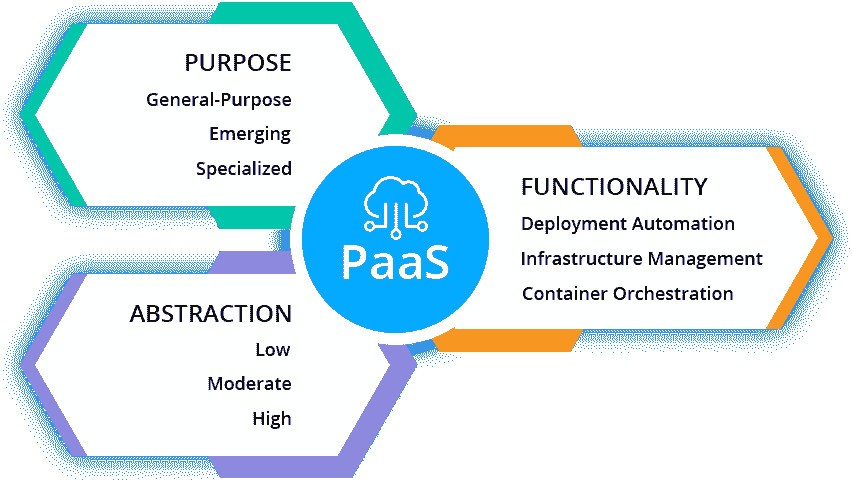 PURPOSE
General-Purpose
Emerging
Specialized
PaaS
FUNCTIONALITY
Deployment Automation
Infrastructure Management
Container Orchestration
ABSTRACTION
Low
Moderate
High